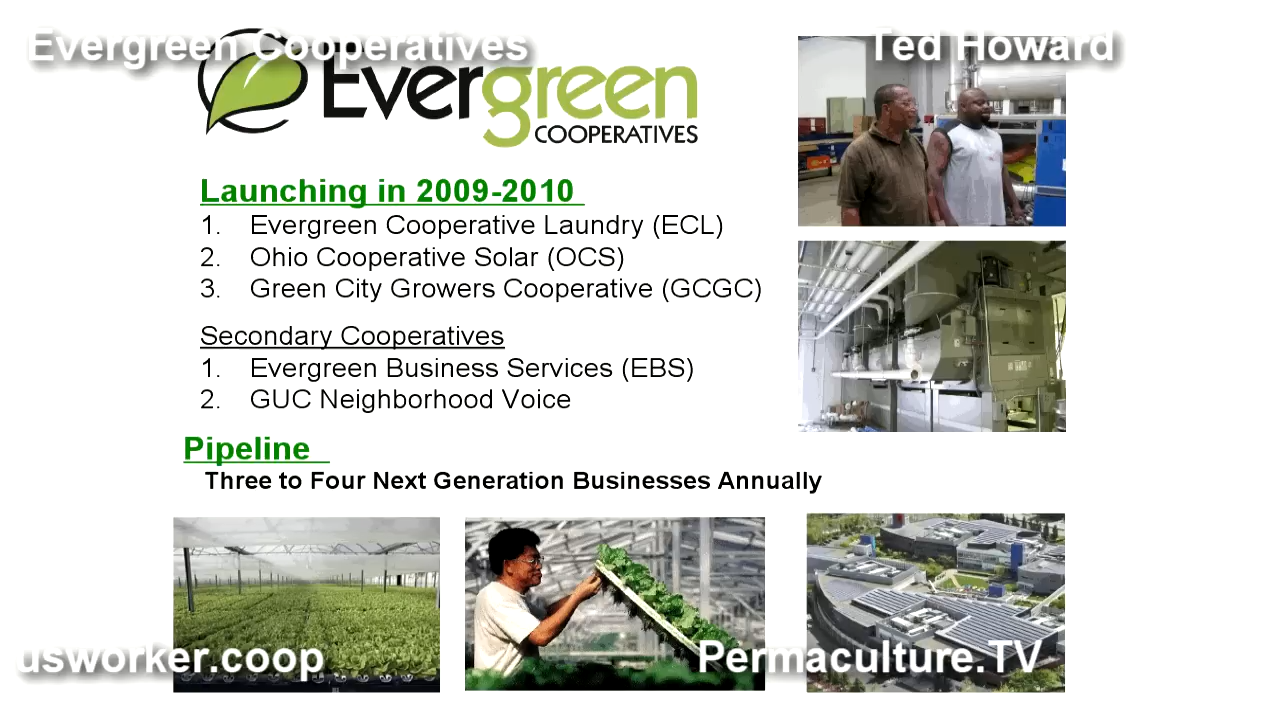 Evergreen Cooperatives
Ted Howard
Evergreen
COOPERATIVES
Launching in 2009-2010
1. Evergreen Cooperative Laundry (ECL)
2. Ohio Cooperative Solar (OCS)
3. Green City Growers Cooperative (GCGC)
Secondary Cooperatives
1. Evergreen Business Services (EBS)
2. GUC Neighborhood Voice
Pipeline
Three to Four Next Generation Businesses Annually
usworker.coop
Permaculture.TV